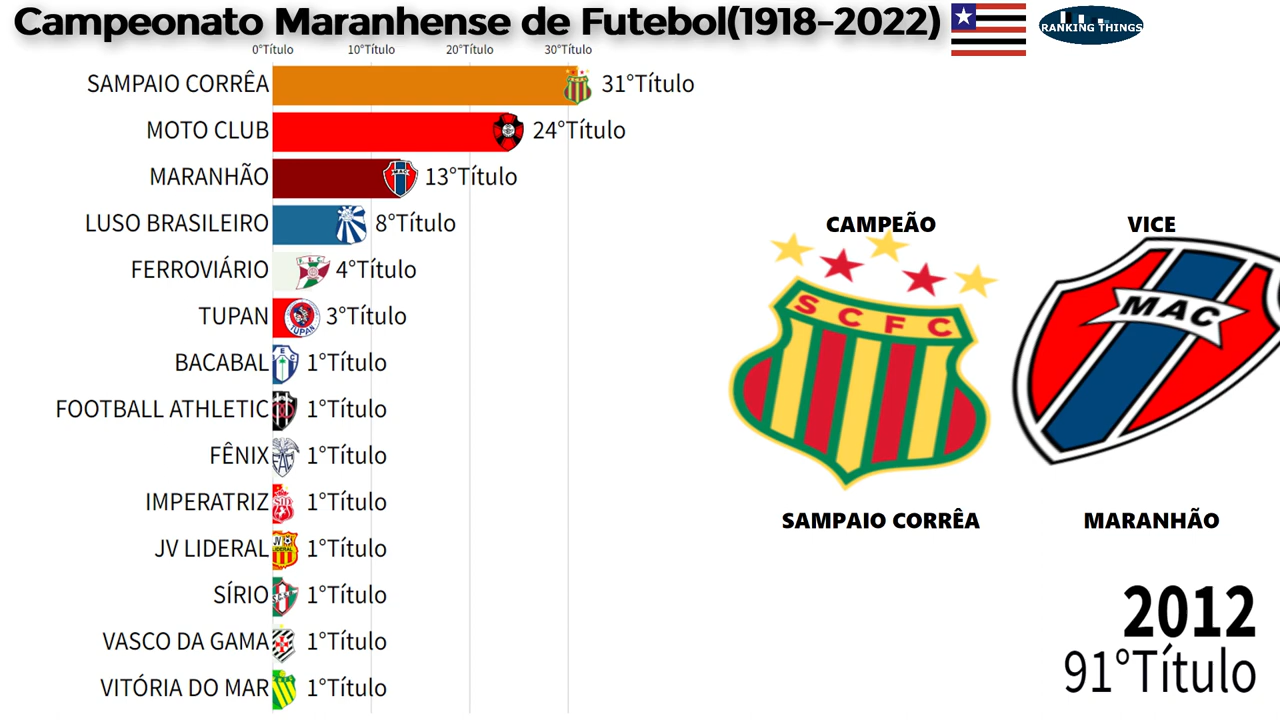 Campeonato Maranhense de Futebol(1918-2022)
RANKING THINGS
0°Título 10°Título 20°Título 30°Título
SAMPAIO CORRÊA 31°Título
MOTO CLUB 24°Título
MARANHÃO MAC 13°Título
LUSO BRASILEIRO 8°Título
FERROVIÁRIO 4°Título
TUPAN TUPAN 3°Título
BACABAL 1°Título
FOOTBALL ATHLETIC 1°Título
FÊNIX 1°Título
IMPERATRIZ 1°Título
JV LIDERAL JV LIDERAL 1°Título
SÍRIO 1°Título
VASCO DA GAMA 1°Título
VITÓRIA DO MAR 1°Título
CAMPEÃO VICE
SCFC
MAC
SAMPAIO CORRÊA MARANHÃO
2012
91°Título